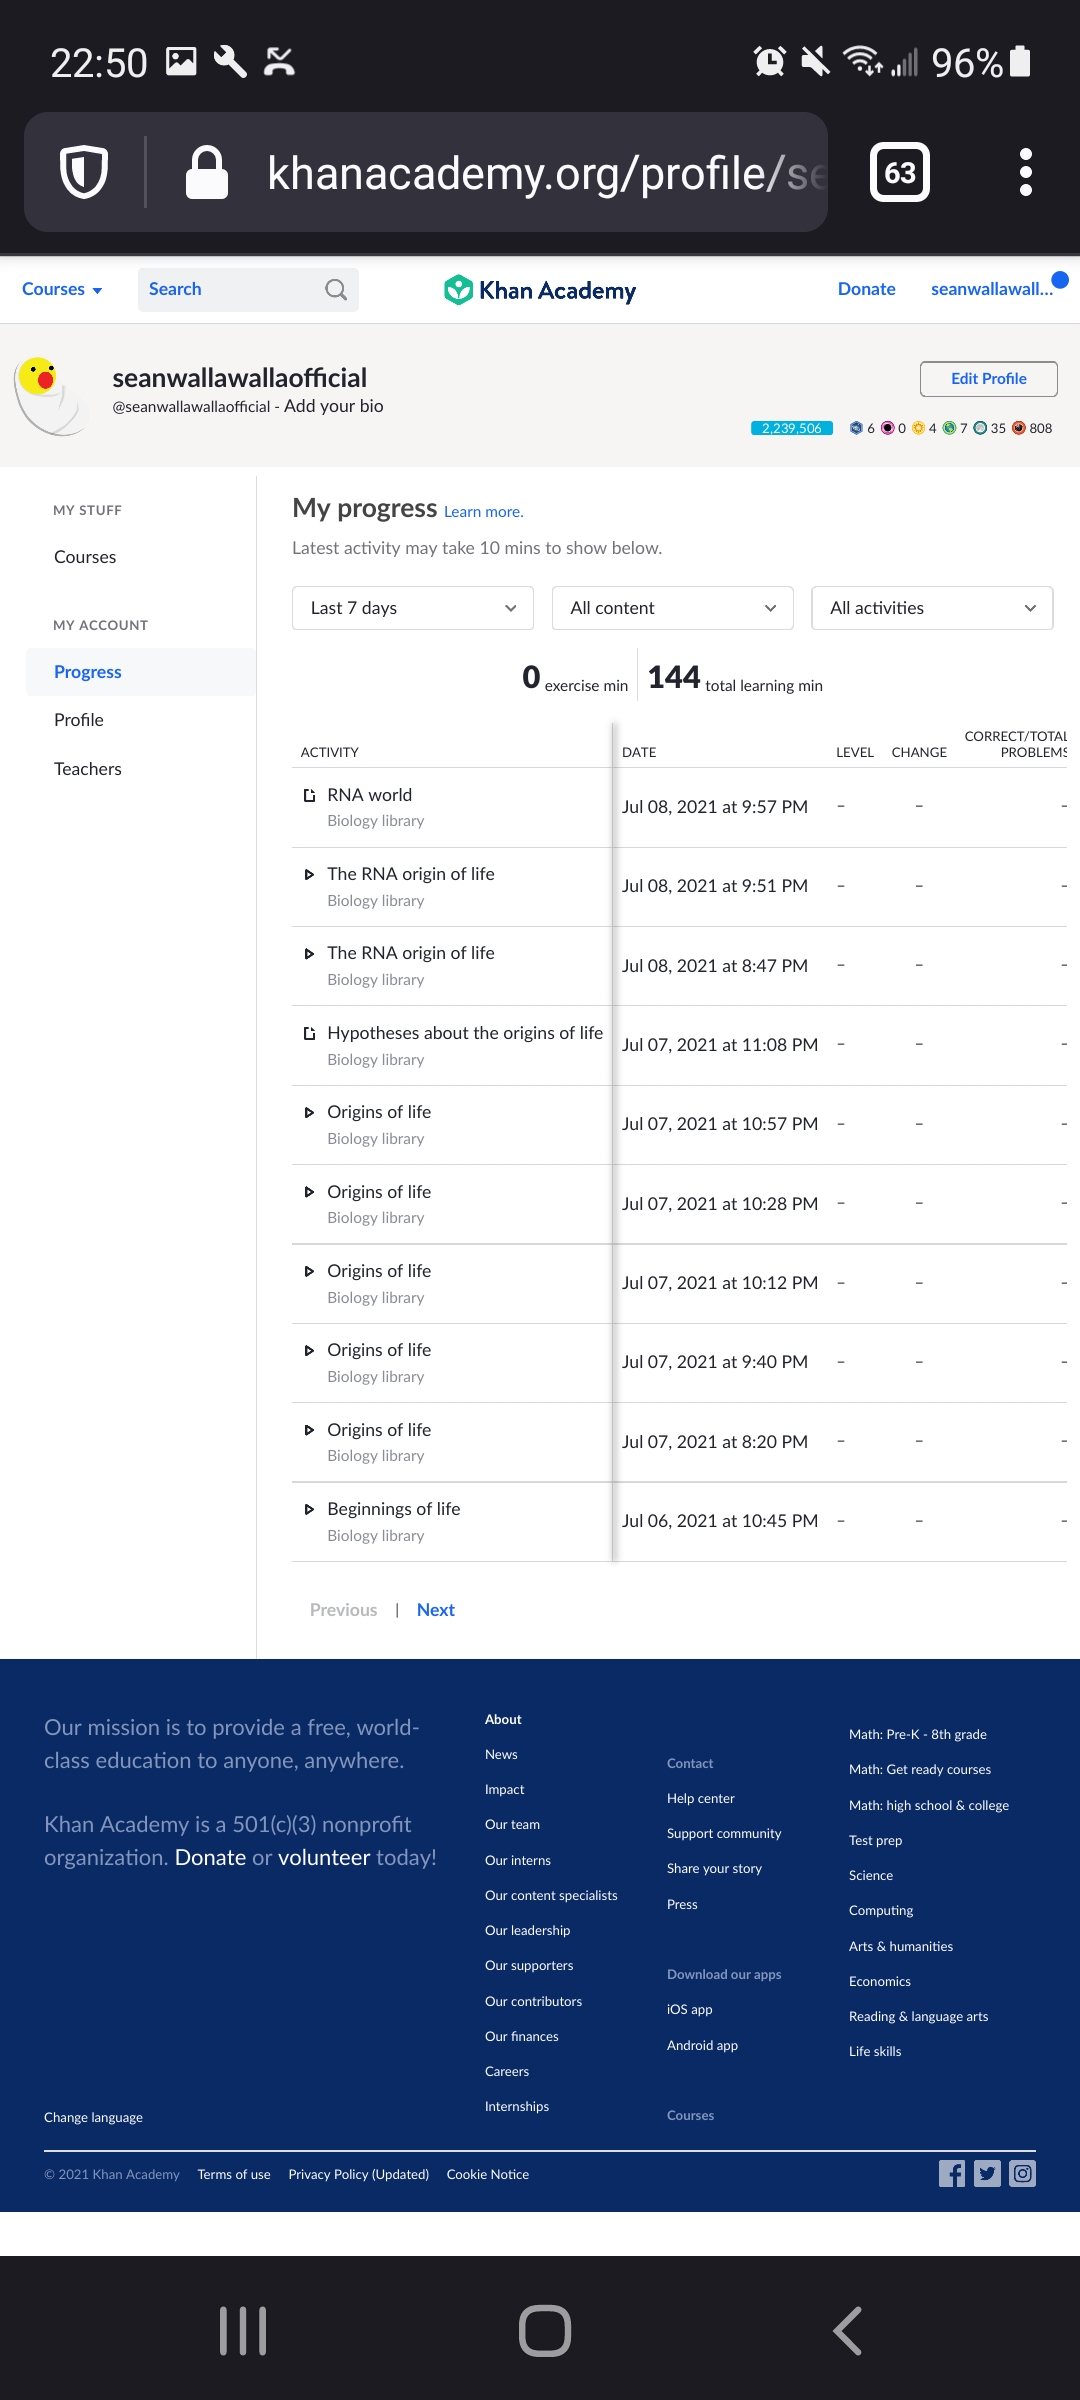 22:50
96%
khanacademy.org/profile/se
63
Courses
Search
Khan Academy
Donate
seanwallawall...
seanwallawallaofficial
@seanwallawallaofficial - Add your bio
Edit Profile
2,239,506 6 0 4 7 35 808
MY STUFF
Courses
MY ACCOUNT
Progress
Profile
Teachers
My progress Learn more.
Latest activity may take 10 mins to show below.
Last 7 days
All content
All activities
0 exercise min
144 total learning min
ACTIVITY DATE LEVEL CHANGE CORRECT/TOTAL PROBLEMS
RNA world
Biology library
Jul 08, 2021 at 9:57 PM – – –
The RNA origin of life
Biology library
Jul 08, 2021 at 9:51 PM – – –
The RNA origin of life
Biology library
Jul 08, 2021 at 8:47 PM – – –
Hypotheses about the origins of life
Biology library
Jul 07, 2021 at 11:08 PM – – –
Origins of life
Biology library
Jul 07, 2021 at 10:57 PM – – –
Origins of life
Biology library
Jul 07, 2021 at 10:28 PM – – –
Origins of life
Biology library
Jul 07, 2021 at 10:12 PM – – –
Origins of life
Biology library
Jul 07, 2021 at 9:40 PM – – –
Origins of life
Biology library
Jul 07, 2021 at 8:20 PM – – –
Beginnings of life
Biology library
Jul 06, 2021 at 10:45 PM – – –
Previous | Next
Our mission is to provide a free, world-
class education to anyone, anywhere.
Khan Academy is a 501(c)(3) nonprofit
organization. Donate or volunteer today!
About
News
Impact
Our team
Our interns
Our content specialists
Our leadership
Our supporters
Our contributors
Our finances
Careers
Internships
Contact
Help center
Support community
Share your story
Press
Download our apps
iOS app
Android app
Courses
Math: Pre-K - 8th grade
Math: Get ready courses
Math: high school & college
Test prep
Science
Computing
Arts & humanities
Economics
Reading & language arts
Life skills
Change language
© 2021 Khan Academy Terms of use Privacy Policy (Updated) Cookie Notice